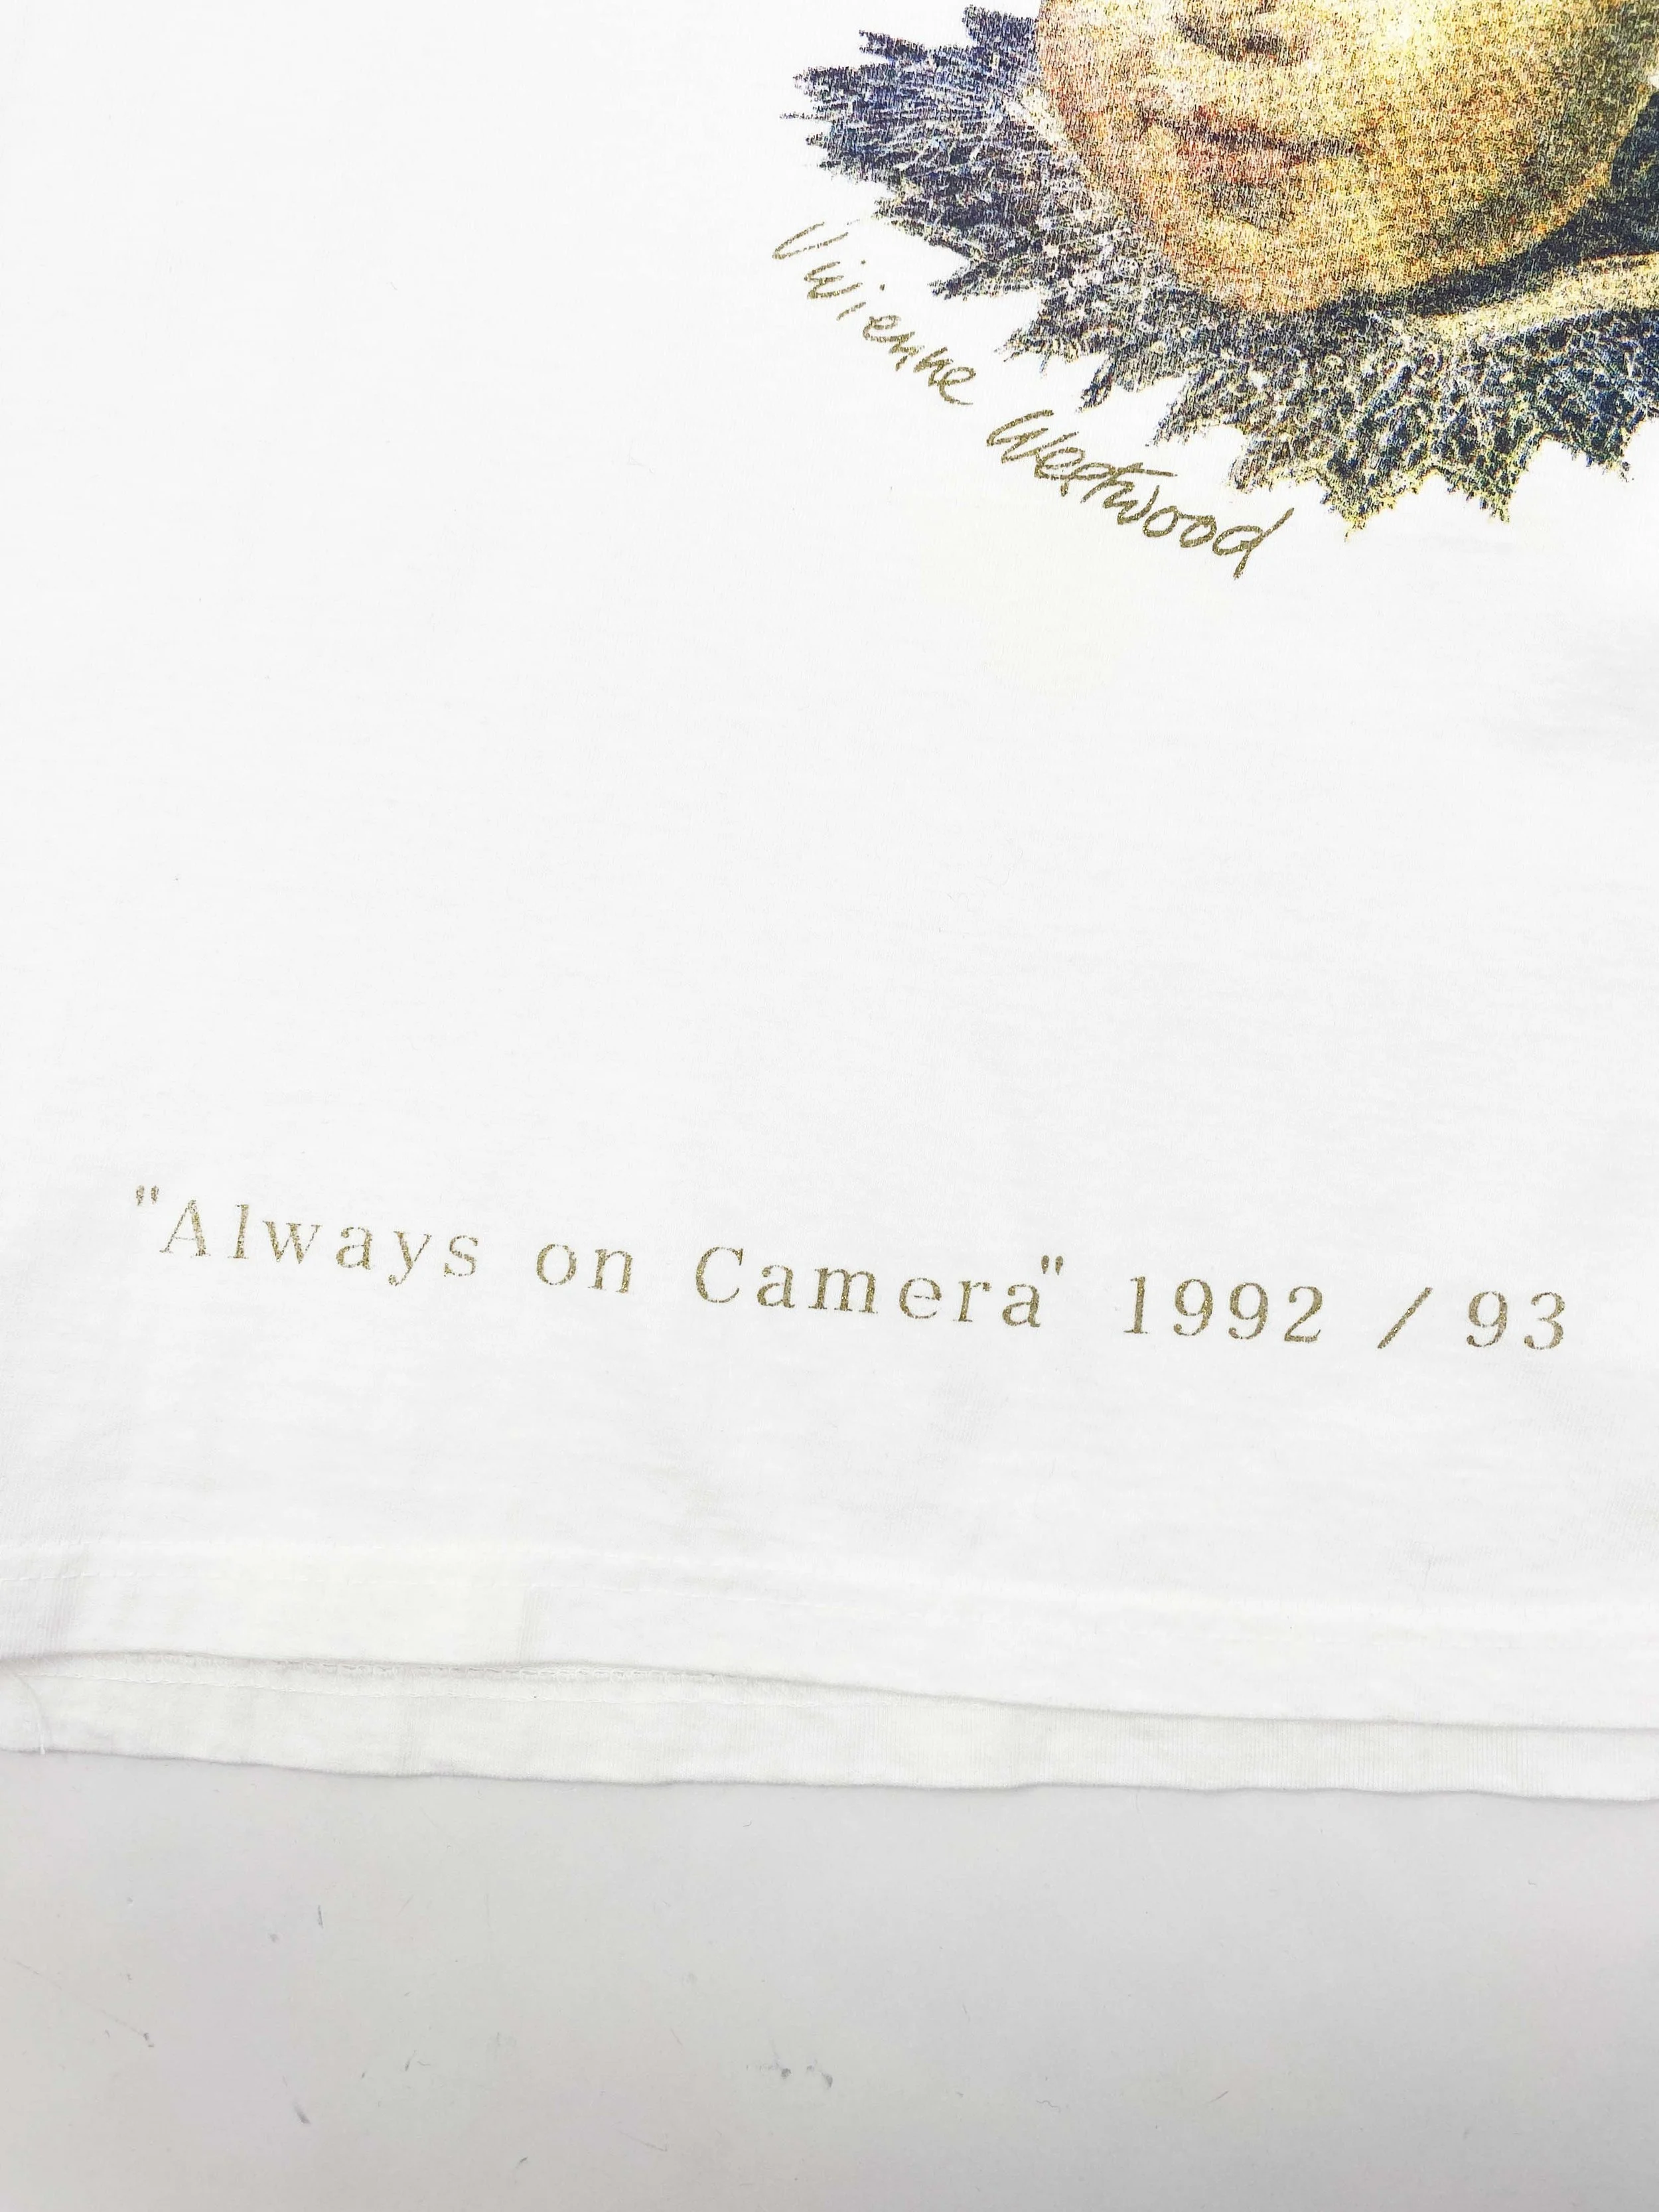 Vivienne Westwood
"Always on Camera" 1992 / 93